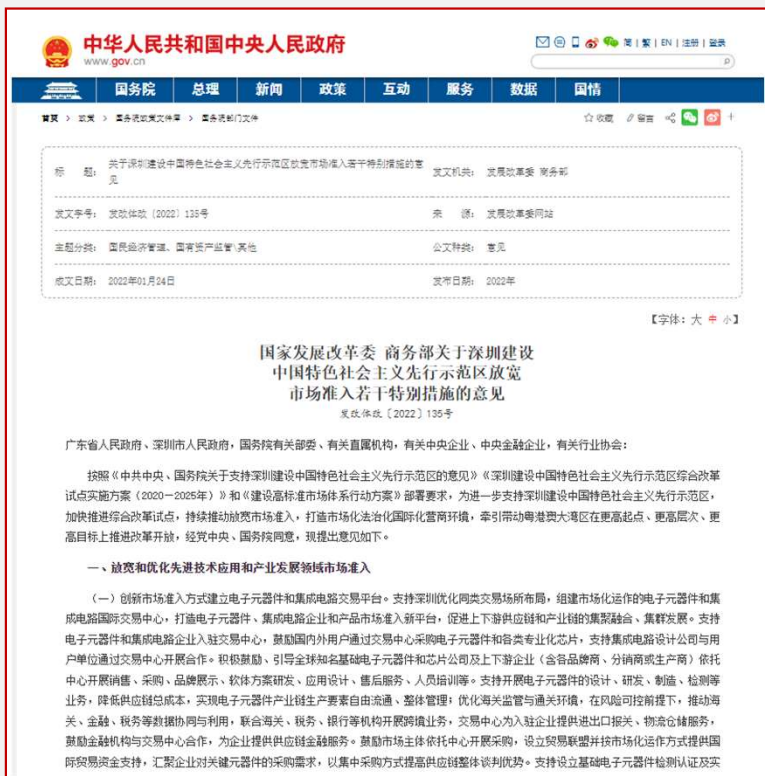 中华人民共和国中央人民政府
www.gov.cn
简 | 繁 | EN | 注册 | 登录
国务院 总理 新闻 政策 互动 服务 数据 国情
首页 > 政策 > 国务院政策文件库 > 国务院部门文件
收藏 留言
标 题： 关于深圳建设中国特色社会主义先行示范区放宽市场准入若干特别措施的意
见
发文机关： 发展改革委 商务部
发文字号： 发改体改〔2022〕135号
来 源： 发展改革委网站
主题分类： 国民经济管理、国有资产监管\其他
公文种类： 意见
成文日期： 2022年01月24日
发布日期： 2022年
【字体：大 中 小】
国家发展改革委 商务部关于深圳建设
中国特色社会主义先行示范区放宽
市场准入若干特别措施的意见
发改体改〔2022〕135号
广东省人民政府、深圳市人民政府，国务院有关部委、有关直属机构，有关中央企业、中央金融企业，有关行业协会：
按照《中共中央、国务院关于支持深圳建设中国特色社会主义先行示范区的意见》《深圳建设中国特色社会主义先行示范区综合改革
试点实施方案（2020－2025年）》和《建设高标准市场体系行动方案》部署要求，为进一步支持深圳建设中国特色社会主义先行示范区，
加快推进综合改革试点，持续推动放宽市场准入，打造市场化法治化国际化营商环境，牵引带动粤港澳大湾区在更高起点、更高层次、更
高目标上推进改革开放，经党中央、国务院同意，现提出意见如下。
一、放宽和优化先进技术应用和产业发展领域市场准入
（一）创新市场准入方式建立电子元器件和集成电路交易平台。支持深圳优化同类交易场所布局，组建市场化运作的电子元器件和集
成电路国际交易中心，打造电子元器件、集成电路企业和产品市场准入新平台，促进上下游供应链和产业链的集聚融合、集群发展。支持
电子元器件和集成电路企业入驻交易中心，鼓励国内外用户通过交易中心采购电子元器件和各类专业化芯片，支持集成电路设计公司与用
户单位通过交易中心开展合作。积极鼓励、引导全球知名基础电子元器件和芯片公司及上下游企业（含各品牌商、分销商或生产商）依托
中心开展销售、采购、品牌展示、软体方案研发、应用设计、售后服务、人员培训等。支持开展电子元器件的设计、研发、制造、检测等
业务，降低供应链总成本，实现电子元器件产业链生产要素自由流通、整体管理；优化海关监管与通关环境，在风险可控前提下，推动海
关、金融、税务等数据协同与利用，联合海关、税务、银行等机构开展跨境业务，交易中心为入驻企业提供进出口报关、物流仓储服务，
鼓励金融机构与交易中心合作，为企业提供供应链金融服务。鼓励市场主体依托中心开展采购，设立贸易联盟并按市场化运作方式提供国
际贸易资金支持，汇聚企业对关键元器件的采购需求，以集中采购方式提高供应链整体谈判优势。支持设立基础电子元器件检测认证及实